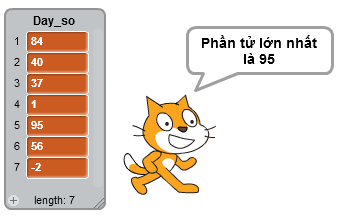 Day_so
1 84
2 40
3 37
4 1
5 95
6 56
7 -2
+ length: 7
Phần tử lớn nhất
là 95